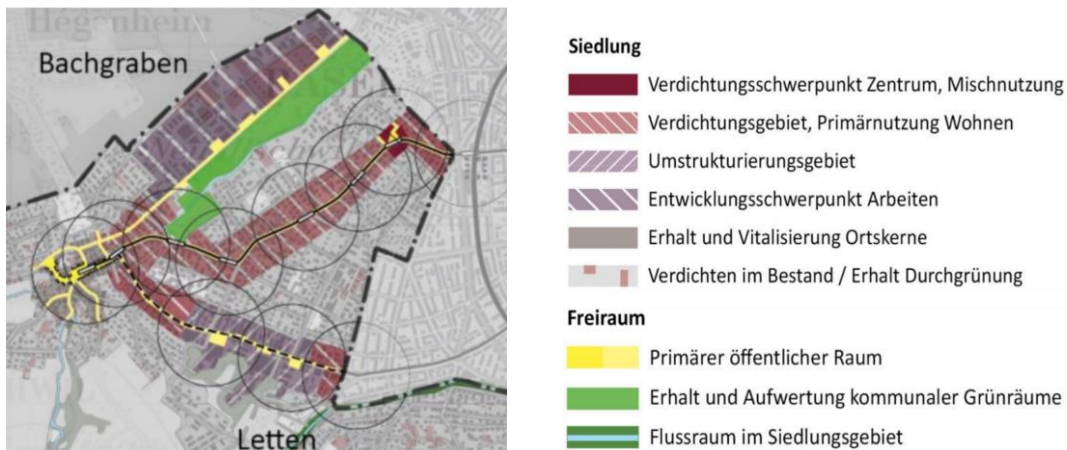 Hégenheim
Bachgraben
Letten
Siedlung
Verdichtungsschwerpunkt Zentrum, Mischnutzung
Verdichtungsgebiet, Primärnutzung Wohnen
Umstrukturierungsgebiet
Entwicklungsschwerpunkt Arbeiten
Erhalt und Vitalisierung Ortskerne
Verdichten im Bestand / Erhalt Durchgrünung
Freiraum
Primärer öffentlicher Raum
Erhalt und Aufwertung kommunaler Grünräume
Flussraum im Siedlungsgebiet